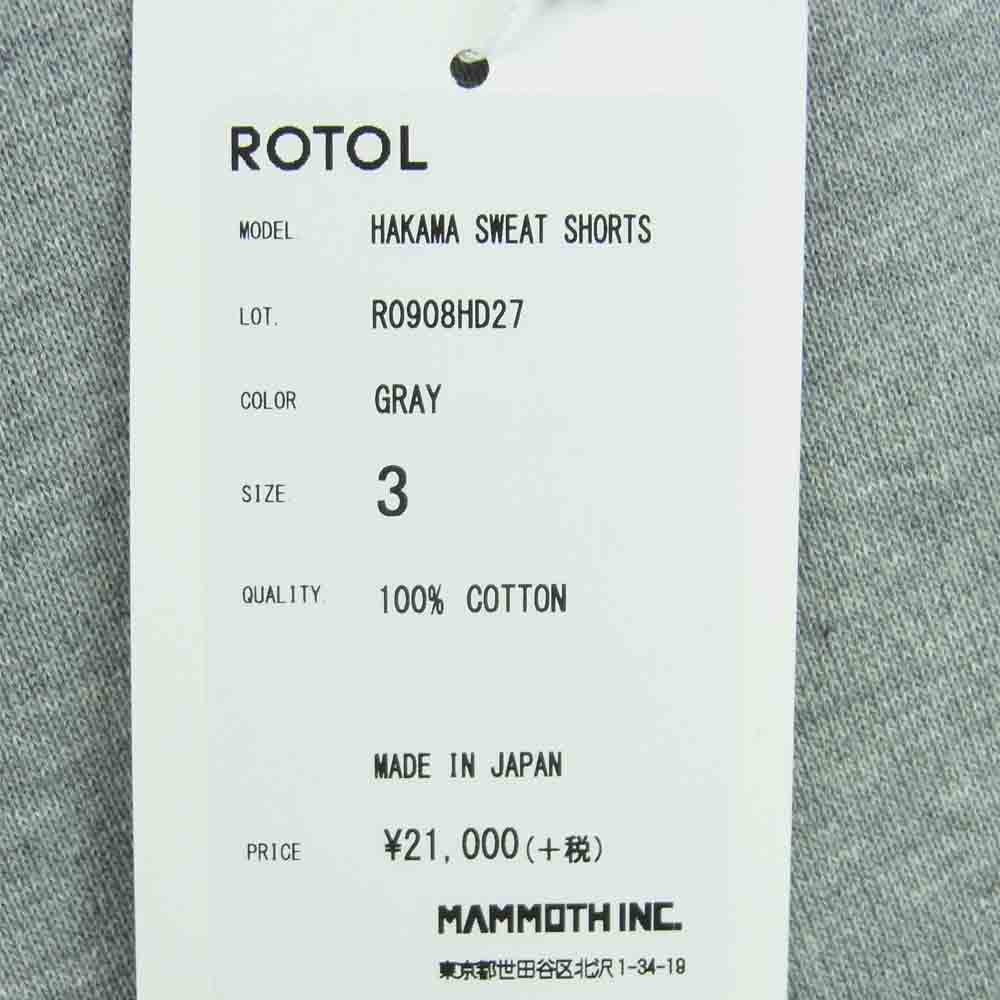 ROTOL
MODEL. HAKAMA SWEAT SHORTS
LOT. R0908HD27
COLOR GRAY
SIZE 3
QUALITY. 100% COTTON
MADE IN JAPAN
PRICE ¥21,000(+税)
MAMMOTH INC.
東京都世田谷区北沢1-34-19